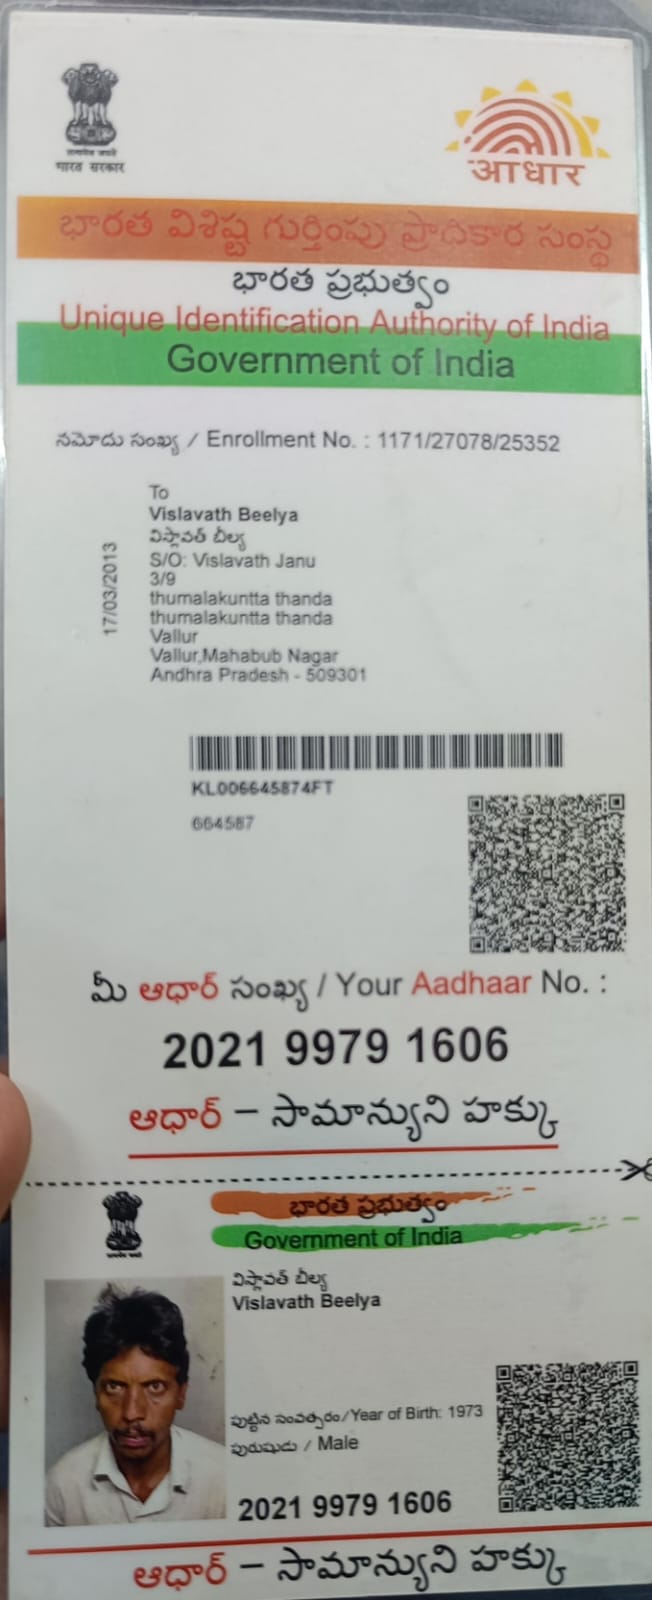 भारत सरकार
आधार
భారత విశిష్ట గుర్తింపు ప్రాధికార సంస్థ
భారత ప్రభుత్వం
Unique Identification Authority of India
Government of India
నమోదు సంఖ్య / Enrollment No. : 1171/27078/25352
To
Vislavath Beelya
విస్లావత్ బీల్య
S/O: Vislavath Janu
3/9
thumalakuntta thanda
thumalakuntta thanda
Vallur
Vallur,Mahabub Nagar
Andhra Pradesh - 509301
17/03/2013
KL006645874FT
664587
మీ ఆధార్ సంఖ్య / Your Aadhaar No. :
2021 9979 1606
ఆధార్ – సామాన్యుని హక్కు
భారత ప్రభుత్వం
Government of India
విస్లావత్ బీల్య
Vislavath Beelya
పుట్టిన సంవత్సరం/Year of Birth: 1973
పురుషుడు / Male
2021 9979 1606
ఆధార్ – సామాన్యుని హక్కు